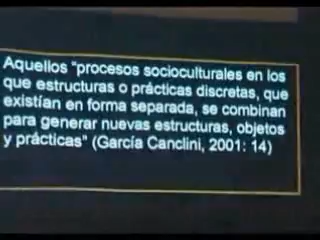 Aquellos "procesos socioculturales en los
que estructuras o prácticas discretas, que
existían en forma separada, se combinan
para generar nuevas estructuras, objetos
y prácticas" (García Canclini, 2001: 14)